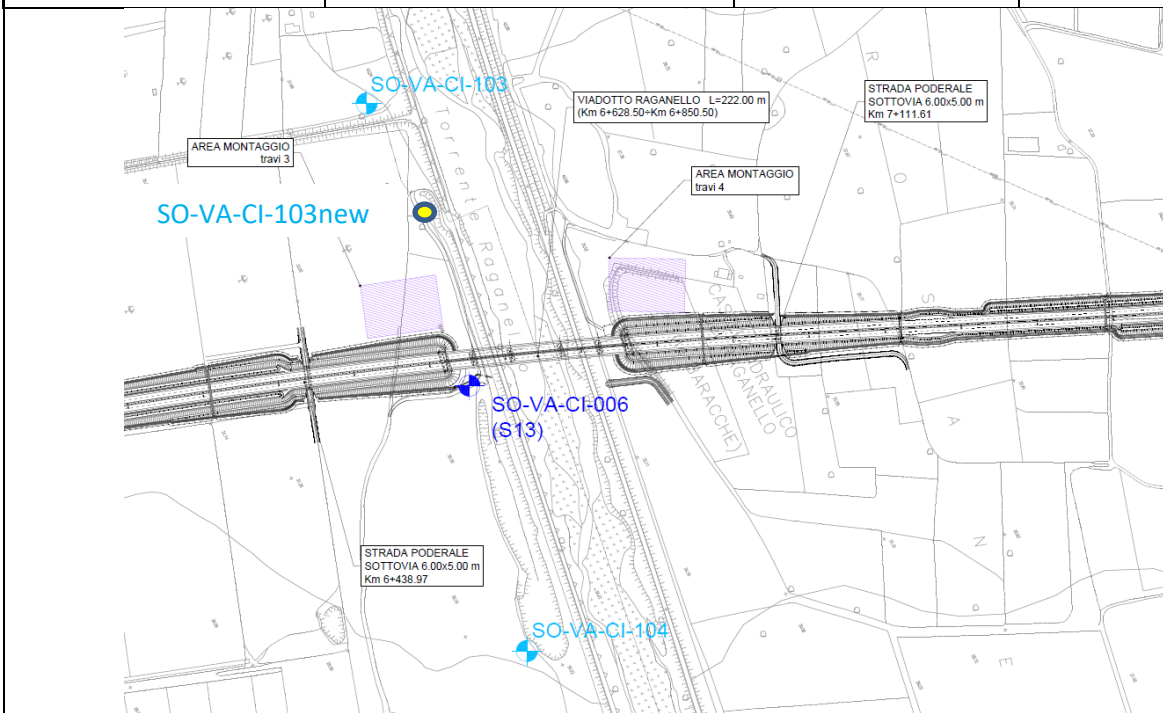 SO-VA-CI-103
VIADOTTO RAGANELLO L=222.00 m
(Km 6+628.50÷Km 6+850.50)
STRADA PODERALE
SOTTOVIA 6.00x5.00 m
Km 7+111.61
AREA MONTAGGIO
travi 3
AREA MONTAGGIO
travi 4
SO-VA-CI-103new
Torrente Raganello
SO-VA-CI-006
(S13)
IDRAULICO
RAGANELLO
BARACCHE)
R
O
S
A
N
E
STRADA PODERALE
SOTTOVIA 6.00x5.00 m
Km 6+438.97
SO-VA-CI-104